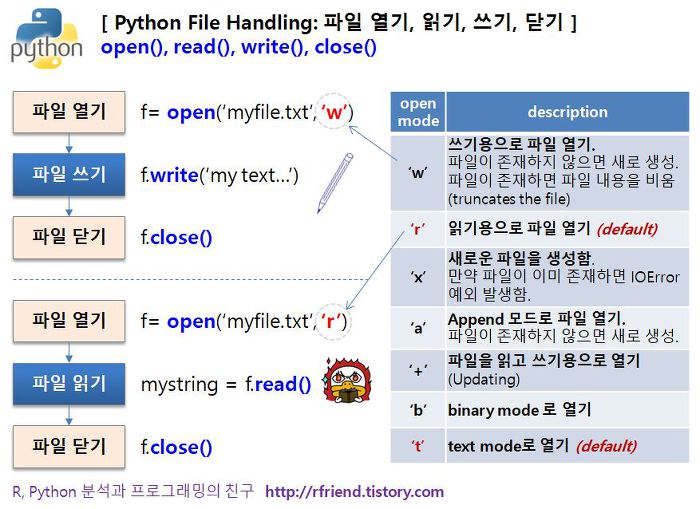 python
[ Python File Handling: 파일 열기, 읽기, 쓰기, 닫기 ]
open(), read(), write(), close()
파일 열기
f= open(‘myfile.txt’,‘w’)
파일 쓰기
f.write(‘my text...’)
파일 닫기
f.close()
파일 열기
f= open(‘myfile.txt’,‘r’)
파일 읽기
mystring = f.read()
파일 닫기
f.close()
open mode
description
‘w’
쓰기용으로 파일 열기.
파일이 존재하지 않으면 새로 생성.
파일이 존재하면 파일 내용을 비움
(truncates the file)
‘r’
읽기용으로 파일 열기 (default)
‘x’
새로운 파일을 생성함.
만약 파일이 이미 존재하면 IOError
예외 발생함.
‘a’
Append 모드로 파일 열기.
파일이 존재하지 않으면 새로 생성.
‘+’
파일을 읽고 쓰기용으로 열기
(Updating)
‘b’
binary mode 로 열기
‘t’
text mode로 열기 (default)
R, Python 분석과 프로그래밍의 친구 http://rfriend.tistory.com